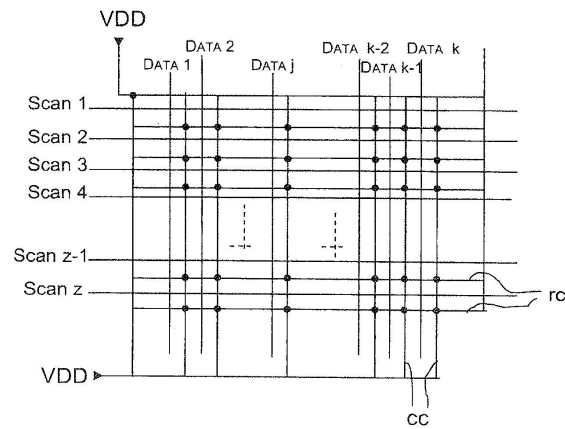 VDD
DATA 2
DATA k-2
DATA k
DATA 1
DATA j
DATA k-1
Scan 1
Scan 2
Scan 3
Scan 4
Scan z-1
Scan z
rc
VDD
cc